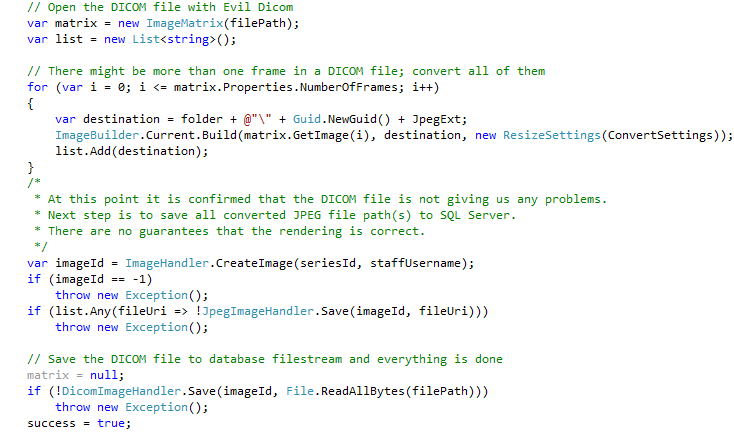 // Open the DICOM file with Evil Dicom
var matrix = new ImageMatrix(filePath);
var list = new List<string>();

// There might be more than one frame in a DICOM file; convert all of them
for (var i = 0; i <= matrix.Properties.NumberOfFrames; i++)
{
    var destination = folder + @"\" + Guid.NewGuid() + JpegExt;
    ImageBuilder.Current.Build(matrix.GetImage(i), destination, new ResizeSettings(ConvertSettings));
    list.Add(destination);
}
/*
 * At this point it is confirmed that the DICOM file is not giving us any problems.
 * Next step is to save all converted JPEG file path(s) to SQL Server.
 * There are no guarantees that the rendering is correct.
 */
var imageId = ImageHandler.CreateImage(seriesId, staffUsername);
if (imageId == -1)
    throw new Exception();
if (list.Any(fileUri => !JpegImageHandler.Save(imageId, fileUri)))
    throw new Exception();

// Save the DICOM file to database filestream and everything is done
matrix = null;
if (!DicomImageHandler.Save(imageId, File.ReadAllBytes(filePath)))
    throw new Exception();
success = true;